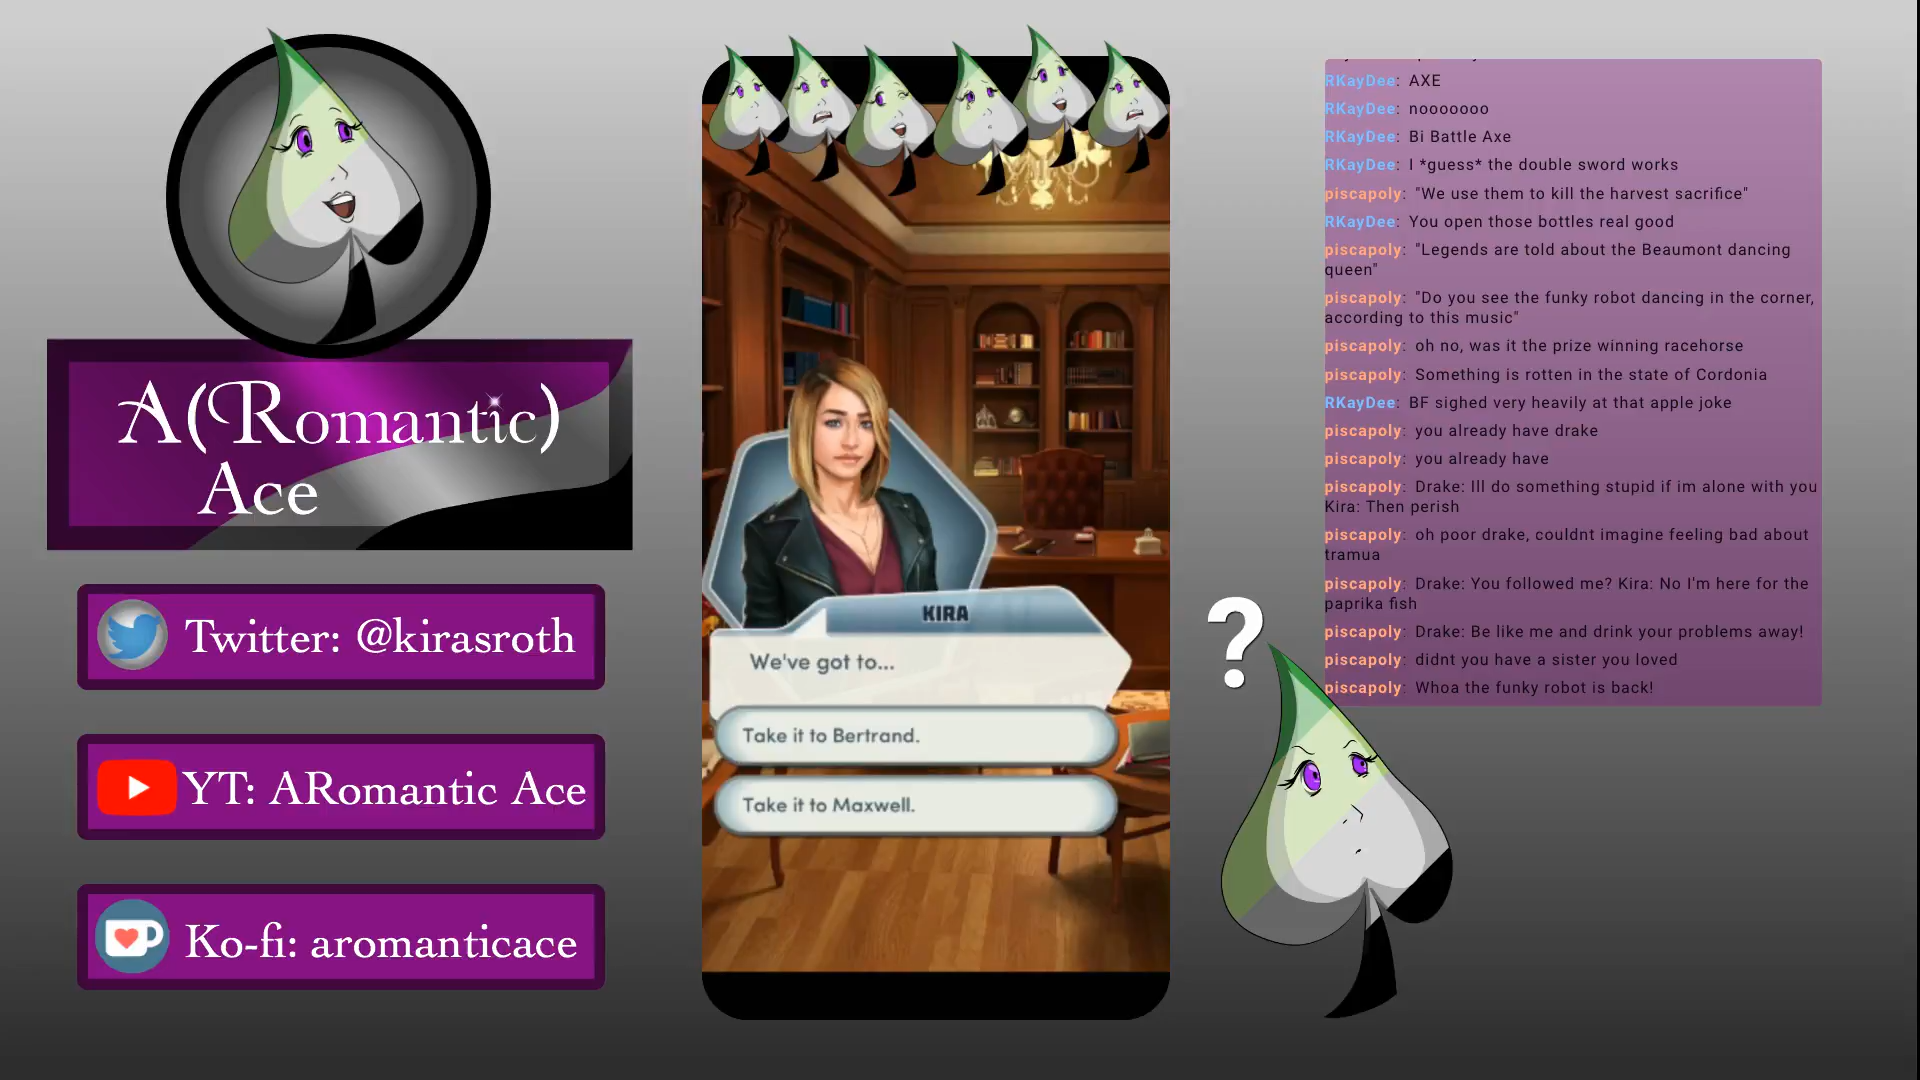 A(Romantic)
Ace
Twitter: @kirasroth
YT: ARomantic Ace
Ko-fi: aromanticace
KIRA
We've got to...
Take it to Bertrand.
Take it to Maxwell.
?
RKayDee: AXE
RKayDee: nooooooo
RKayDee: Bi Battle Axe
RKayDee: I *guess* the double sword works
piscapoly: "We use them to kill the harvest sacrifice"
RKayDee: You open those bottles real good
piscapoly: "Legends are told about the Beaumont dancing
queen"
piscapoly: "Do you see the funky robot dancing in the corner,
according to this music"
piscapoly: oh no, was it the prize winning racehorse
piscapoly: Something is rotten in the state of Cordonia
RKayDee: BF sighed very heavily at that apple joke
piscapoly: you already have drake
piscapoly: you already have
piscapoly: Drake: Ill do something stupid if im alone with you
Kira: Then perish
piscapoly: oh poor drake, couldnt imagine feeling bad about
tramua
piscapoly: Drake: You followed me? Kira: No I'm here for the
paprika fish
piscapoly: Drake: Be like me and drink your problems away!
piscapoly: didnt you have a sister you loved
piscapoly: Whoa the funky robot is back!